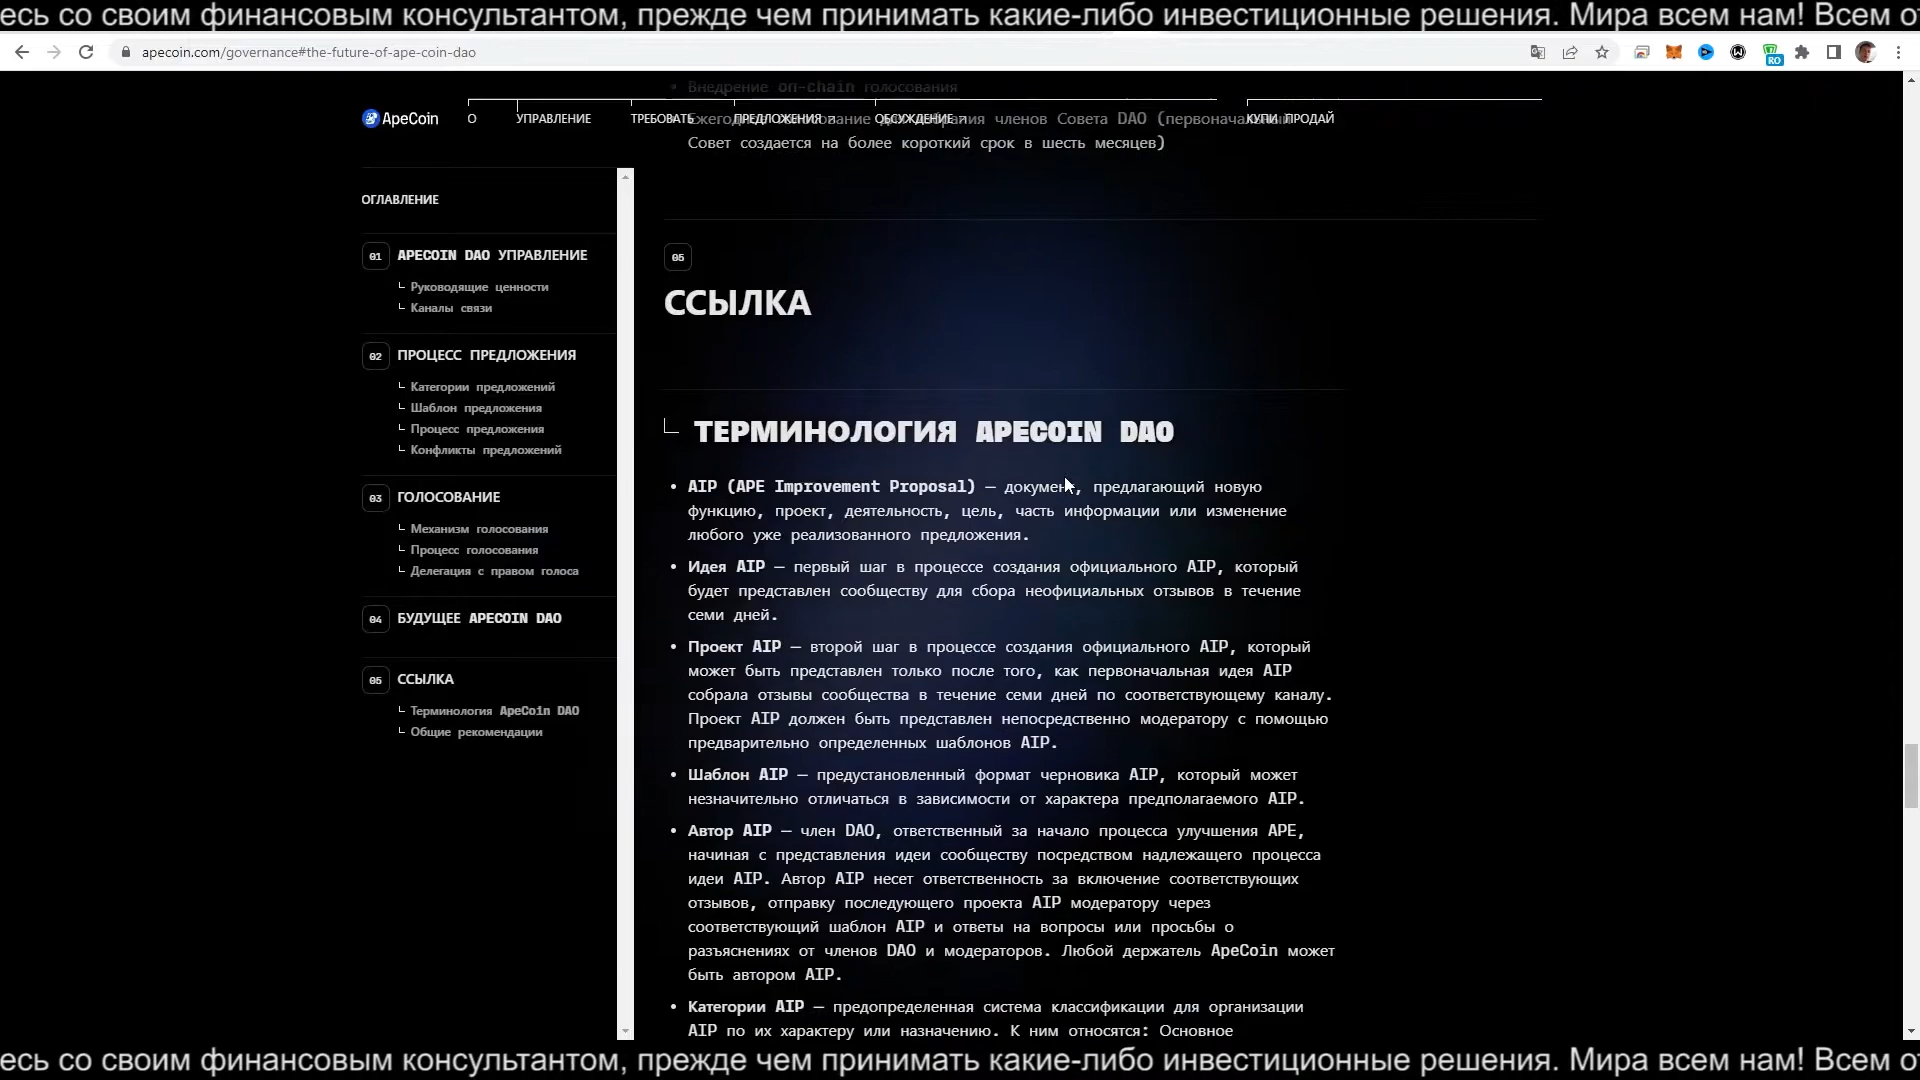 есь со своим финансовым консультантом, прежде чем принимать какие-либо инвестиционные решения. Мира всем нам! Всем
apecoin.com/governance#the-future-of-ape-coin-dao
RO
Внедрение on-chain голосования
ApeCoin
О
УПРАВЛЕНИЕ
ТРЕБОВАТЬ
ПРЕДЛОЖЕНИЯ
ОБСУЖДЕНИЕ
КУПИ ПРОДАЙ
членов Совета DAO (первоначальный
Совет создается на более короткий срок в шесть месяцев)
ОГЛАВЛЕНИЕ
01 APECOIN DAO УПРАВЛЕНИЕ
Руководящие ценности
Каналы связи
02 ПРОЦЕСС ПРЕДЛОЖЕНИЯ
Категории предложений
Шаблон предложения
Процесс предложения
Конфликты предложений
03 ГОЛОСОВАНИЕ
Механизм голосования
Процесс голосования
Делегация с правом голоса
04 БУДУЩЕЕ APECOIN DAO
05 ССЫЛКА
Терминология ApeCoin DAO
Общие рекомендации
05
ССЫЛКА
ТЕРМИНОЛОГИЯ APECOIN DAO
• AIP (APE Improvement Proposal) — документ, предлагающий новую
функцию, проект, деятельность, цель, часть информации или изменение
любого уже реализованного предложения.
• Идея AIP — первый шаг в процессе создания официального AIP, который
будет представлен сообществу для сбора неофициальных отзывов в течение
семи дней.
• Проект AIP — второй шаг в процессе создания официального AIP, который
может быть представлен только после того, как первоначальная идея AIP
собрала отзывы сообщества в течение семи дней по соответствующему каналу.
Проект AIP должен быть представлен непосредственно модератору с помощью
предварительно определенных шаблонов AIP.
• Шаблон AIP — предустановленный формат черновика AIP, который может
незначительно отличаться в зависимости от характера предполагаемого AIP.
• Автор AIP — член DAO, ответственный за начало процесса улучшения APE,
начиная с представления идеи сообществу посредством надлежащего процесса
идеи AIP. Автор AIP несет ответственность за включение соответствующих
отзывов, отправку последующего проекта AIP модератору через
соответствующий шаблон AIP и ответы на вопросы или просьбы о
разъяснениях от членов DAO и модераторов. Любой держатель ApeCoin может
быть автором AIP.
• Категории AIP — предопределенная система классификации для организации
AIP по их характеру или назначению. К ним относятся: Основное
есь со своим финансовым консультантом, прежде чем принимать какие-либо инвестиционные решения. Мира всем нам! Всем